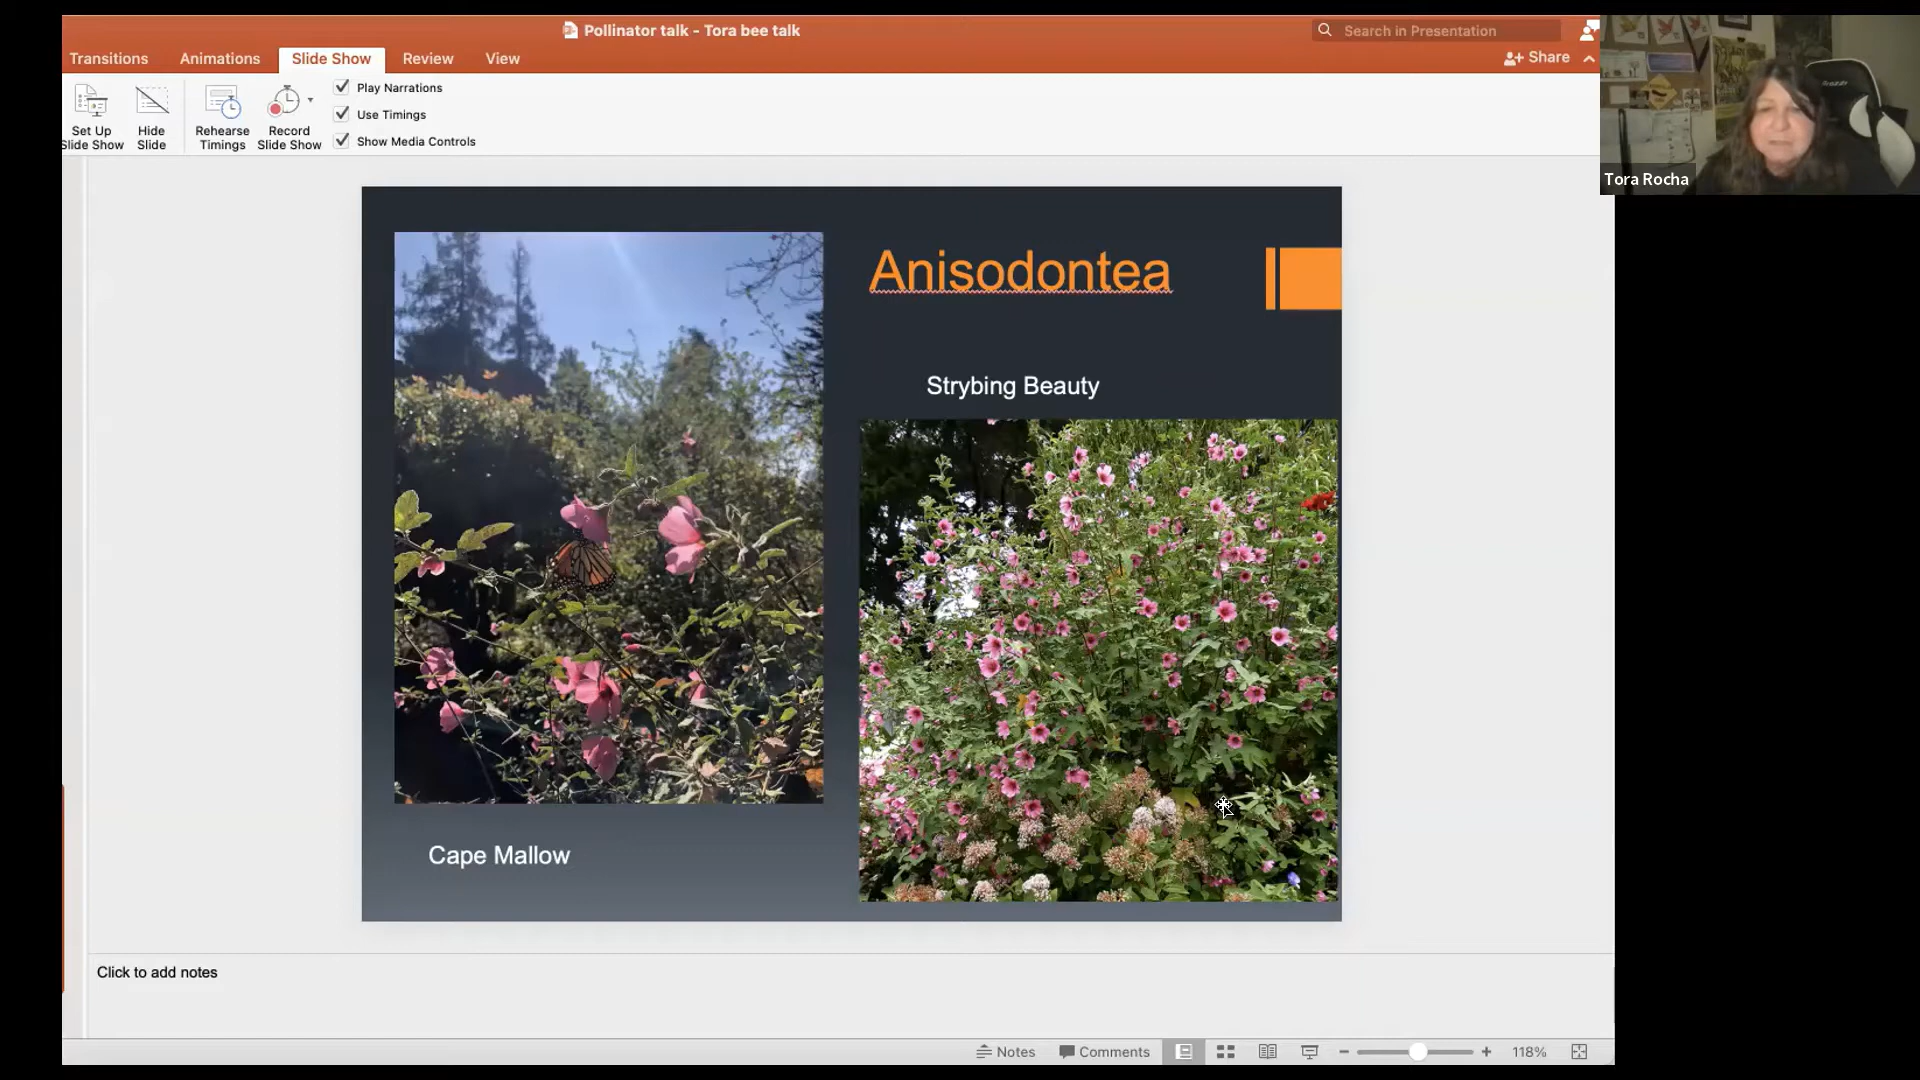 Pollinator talk - Tora bee talk
Search in Presentation
Transitions
Animations
Slide Show
Review
View
Share
Set Up
Slide Show
Hide
Slide
Rehearse
Timings
Record
Slide Show
Play Narrations
Use Timings
Show Media Controls
Tora Rocha
Anisodontea
Strybing Beauty
Cape Mallow
Click to add notes
Notes
Comments
118%